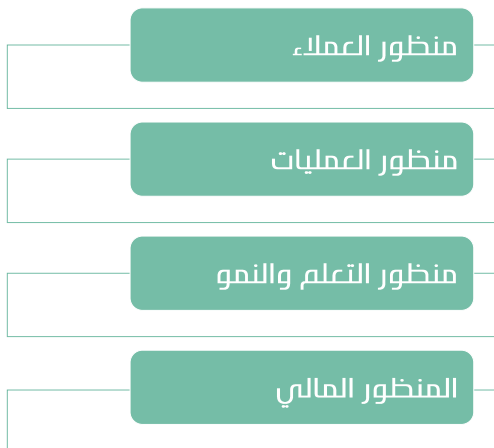 منظور العملاء
منظور العمليات
منظور التعلم والنمو
المنظور المالي